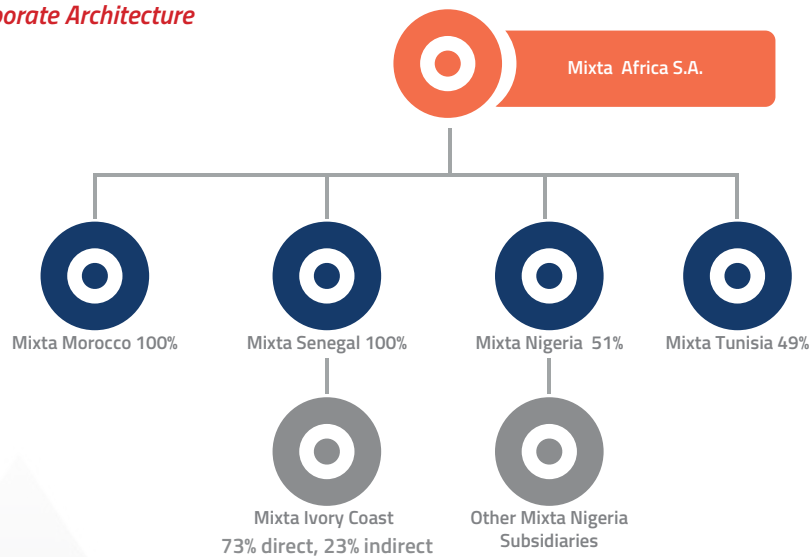 porate Architecture
Mixta Africa S.A.
Mixta Morocco 100%
Mixta Senegal 100%
Mixta Nigeria 51%
Mixta Tunisia 49%
Mixta Ivory Coast
73% direct, 23% indirect
Other Mixta Nigeria
Subsidiaries